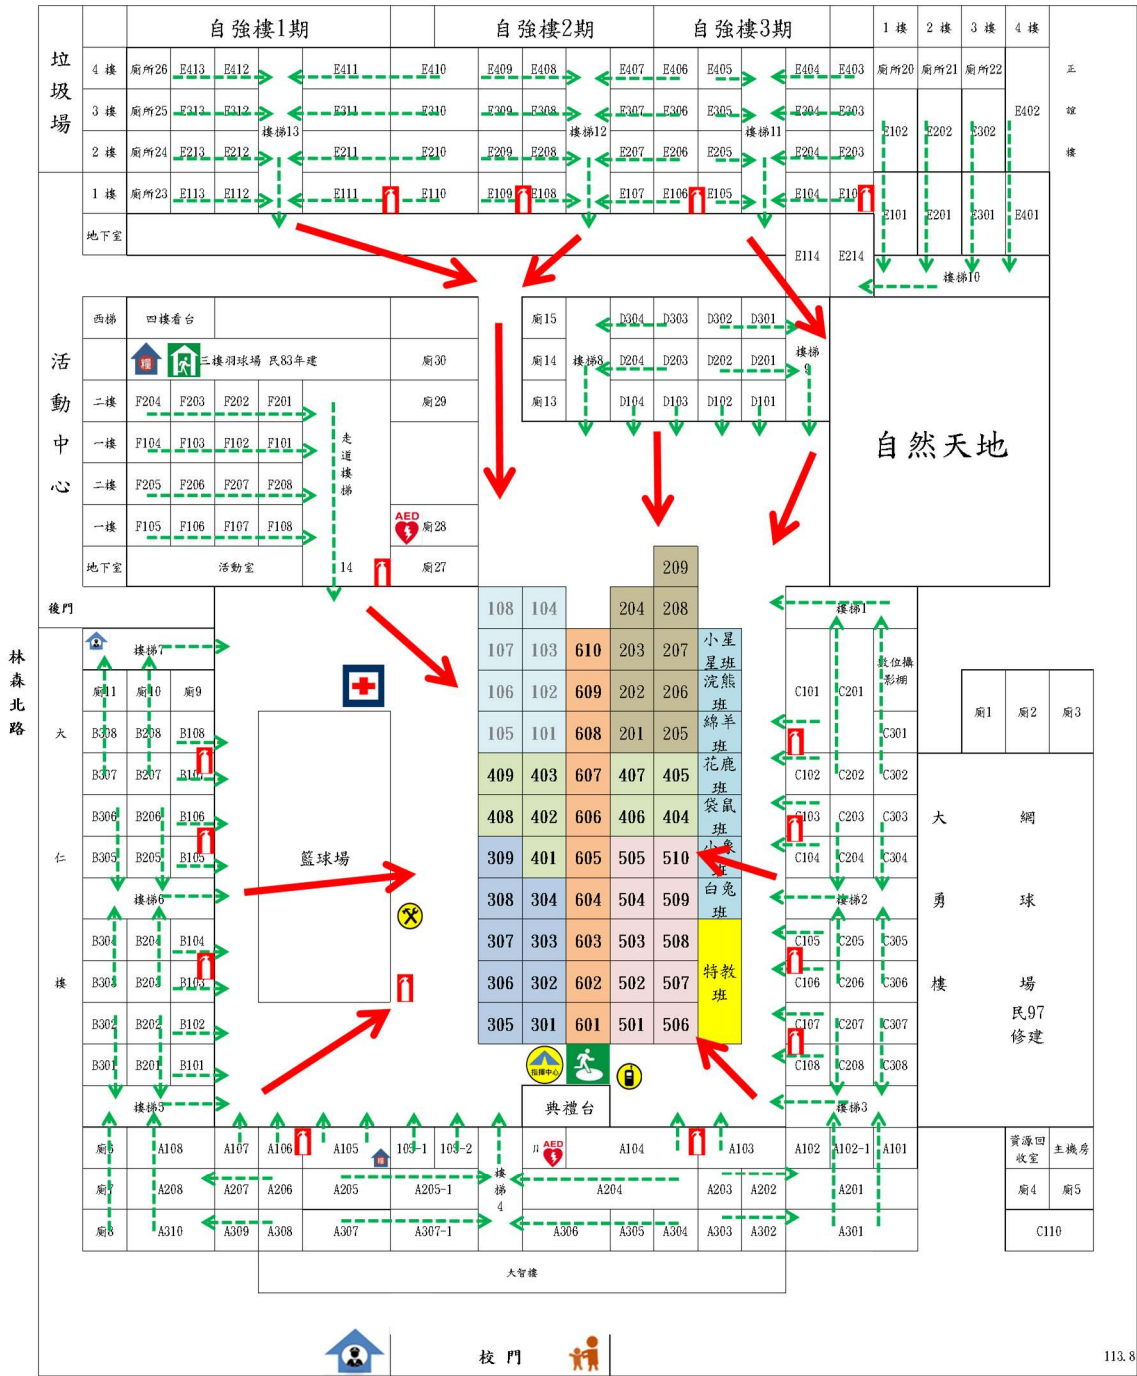 自強樓1期 自強樓2期 自強樓3期 1樓 2樓 3樓 4樓
垃圾場
正誼樓
4樓 廁所26 E413 E412 E411 E410 E409 E408 E407 E406 E405 E404 E403 廁所20 廁所21 廁所22
3樓 廁所25 E313 E312 E311 E310 E309 E308 E307 E306 E305 E304 E303 E402
樓梯13 樓梯12 樓梯11 E102 E202 E302
2樓 廁所24 E213 E212 E211 E210 E209 E208 E207 E206 E205 E204 E203
1樓 廁所23 E113 E112 E111 E110 E109 E108 E107 E106 E105 E104
E101 E201 E301 E401
地下室
E114 E214
樓梯10
活動中心
西梯 四樓看台
糧 三樓羽球場 民83年建 廁30
二樓 F204 F203 F202 F201 廁29
一樓 F104 F103 F102 F101
走道樓梯
二樓 F205 F206 F207 F208
一樓 F105 F106 F107 F108 AED 廁28
地下室 活動室 14 廁27
廁15 D304 D303 D302 D301
廁14 樓梯8 D204 D203 D202 D201 樓梯9
廁13 D104 D103 D102 D101
自然天地
後門
林森北路
209
108 104 204 208
107 103 610 203 207 小星星班
106 102 609 202 206 浣熊班
105 101 608 201 205 綿羊班
409 403 607 407 405 花鹿班
408 402 606 406 404 袋鼠班
309 401 605 505 510 小象班
308 304 604 504 509 白兔班
307 303 603 503 508
特教班
306 302 602 502 507
305 301 601 501 506
指揮中心
典禮台
籃球場
大仁樓
樓梯7
廁11 廁10 廁9
B308 B208 B108
B307 B207 B107
B306 B206 B106
B305 B205 B105
樓梯6
B304 B204 B104
B303 B203 B103
B302 B202 B102
B301 B201 B101
樓梯5
樓梯1
數位攝影棚
C101 C201
C301
C102 C202 C302
C103 C203 C303
C104 C204 C304
樓梯2
C105 C205 C305
C106 C206 C306
C107 C207 C307
C108 C208 C308
樓梯3
廁1 廁2 廁3
大勇樓
網球場
民97
修建
廁6 A108 A107 A106 A105 糧 105-1 105-2 AED A104 A103 A102 A102-1 A101
樓梯4
廁7 A208 A207 A206 A205 A205-1 A204 A203 A202 A201
廁8 A310 A309 A308 A307 A307-1 A306 A305 A304 A303 A302 A301
資源回收室 主機房
廁4 廁5
C110
大智樓
校門
113.8